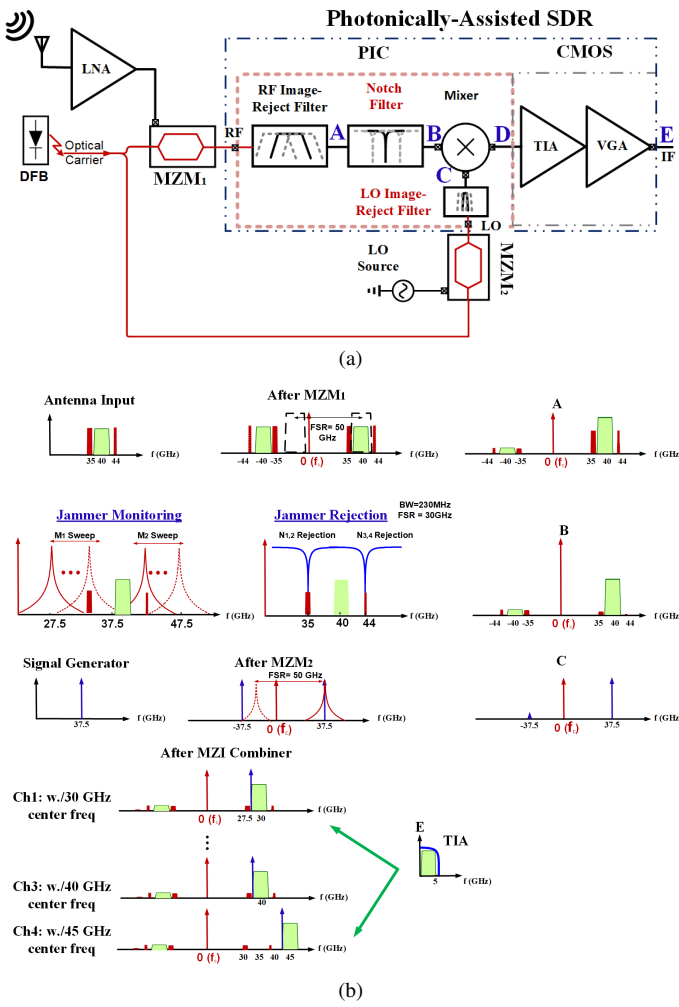 Photonically-Assisted SDR
PIC
CMOS
LNA
RF Image-
Reject Filter
Notch
Filter
Mixer
RF
A
B
D
E
TIA
VGA
IF
DFB
Optical
Carrier
MZM1
C
LO Image-
Reject Filter
LO
LO
Source
MZM2
(a)
Antenna Input
35 40 44
f (GHz)
After MZM1
FSR= 50
GHz
-44 -40 -35
0 (fc)
35 40 44
f (GHz)
A
-44 -40 -35
0 (fc)
35 40 44
f (GHz)
Jammer Monitoring
M1 Sweep
M2 Sweep
27.5 37.5 47.5
f (GHz)
Jammer Rejection
BW=230MHz
FSR = 30GHz
N1,2 Rejection
N3,4 Rejection
35 40 44
f (GHz)
B
-44 -40 -35
0 (fc)
35 40 44
f (GHz)
Signal Generator
37.5
f (GHz)
After MZM2
FSR= 50 GHz
-37.5
0 (fc)
37.5
f (GHz)
C
-37.5
0 (fc)
37.5
f (GHz)
After MZI Combiner
Ch1: w./30 GHz
center freq
0 (fc)
27.5 30
f (GHz)
Ch3: w./40 GHz
center freq
40
f (GHz)
Ch4: w./45 GHz
center freq
0 (fc)
30 35 40 45
f (GHz)
E
TIA
5
f (GHz)
(b)